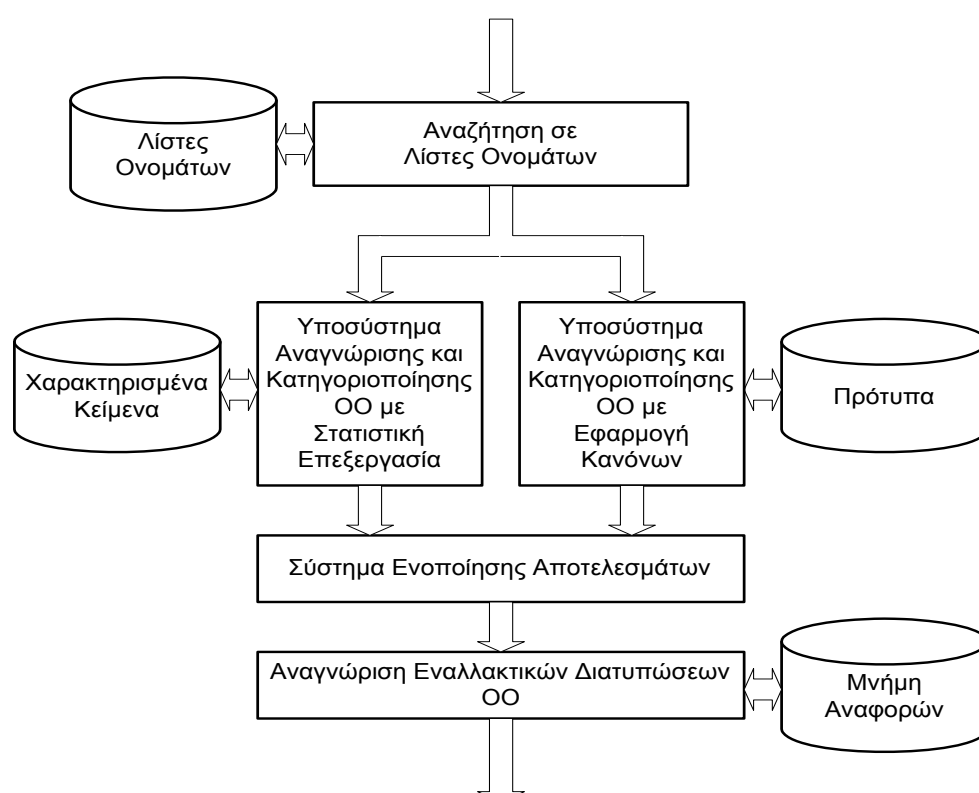 Λίστες
Ονομάτων
Αναζήτηση σε
Λίστες Ονομάτων
Χαρακτηρισμένα
Κείμενα
Υποσύστημα
Αναγνώρισης και
Κατηγοριοποίησης
ΟΟ με
Στατιστική
Επεξεργασία
Υποσύστημα
Αναγνώρισης και
Κατηγοριοποίησης
ΟΟ με
Εφαρμογή
Κανόνων
Πρότυπα
Σύστημα Ενοποίησης Αποτελεσμάτων
Αναγνώριση Εναλλακτικών Διατυπώσεων
ΟΟ
Μνήμη
Αναφορών